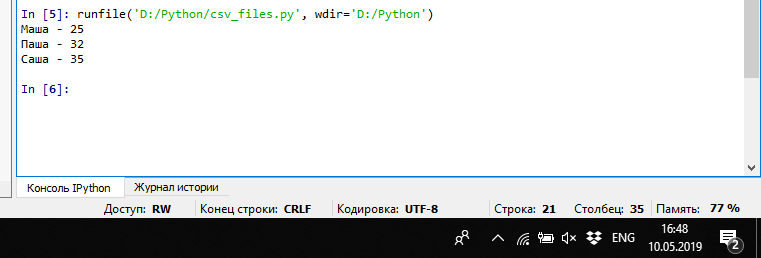 In [5]: runfile('D:/Python/csv_files.py', wdir='D:/Python')
Маша - 25
Паша - 32
Саша - 35
In [6]:
Консоль IPython Журнал истории
Доступ: RW Конец строки: CRLF Кодировка: UTF-8 Строка: 21 Столбец: 35 Память: 77 %
ENG 16:48
10.05.2019 2